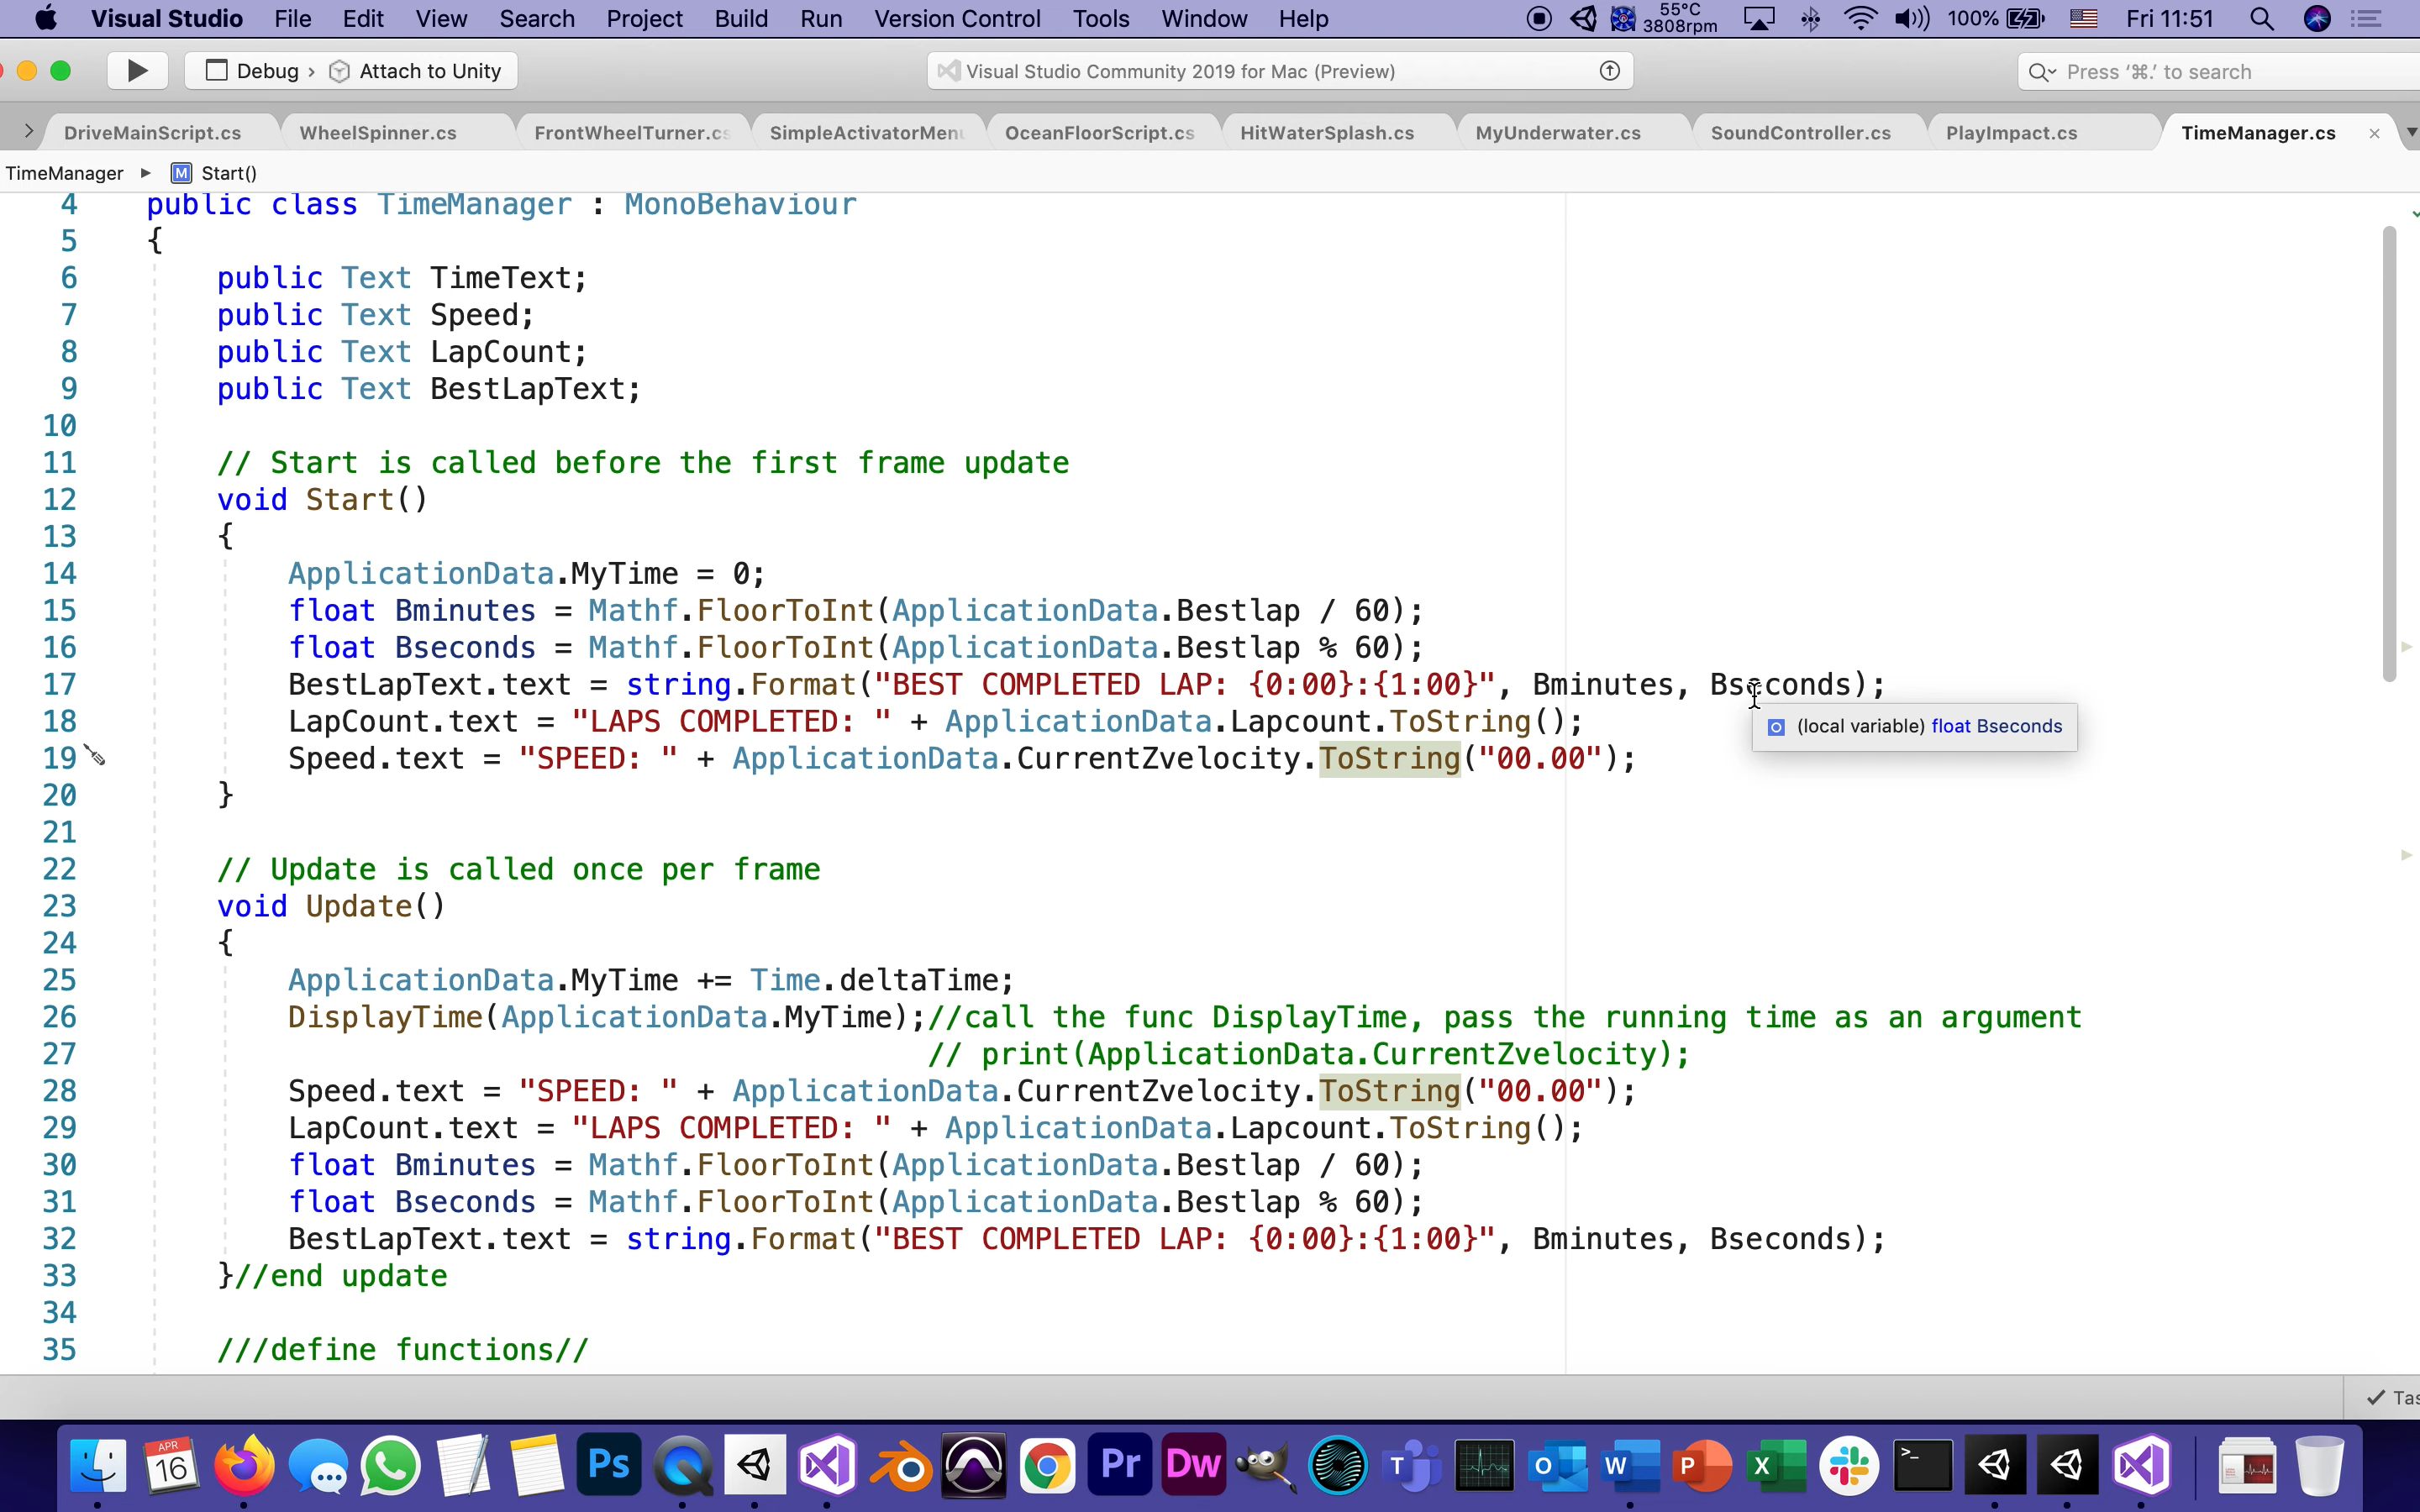 Visual Studio File Edit View Search Project Build Run Version Control Tools Window Help 55°C 3808rpm 100% Fri 11:51
Debug › Attach to Unity Visual Studio Community 2019 for Mac (Preview) Press ‘⌘.’ to search
DriveMainScript.cs WheelSpinner.cs FrontWheelTurner.cs SimpleActivatorMenu OceanFloorScript.cs HitWaterSplash.cs MyUnderwater.cs SoundController.cs PlayImpact.cs TimeManager.cs
TimeManager ▸ M Start()
4 public class TimeManager : MonoBehaviour
5 {
6 public Text TimeText;
7 public Text Speed;
8 public Text LapCount;
9 public Text BestLapText;
10
11 // Start is called before the first frame update
12 void Start()
13 {
14 ApplicationData.MyTime = 0;
15 float Bminutes = Mathf.FloorToInt(ApplicationData.Bestlap / 60);
16 float Bseconds = Mathf.FloorToInt(ApplicationData.Bestlap % 60);
17 BestLapText.text = string.Format("BEST COMPLETED LAP: {0:00}:{1:00}", Bminutes, Bseconds);
18 LapCount.text = "LAPS COMPLETED: " + ApplicationData.Lapcount.ToString();
(local variable) float Bseconds
19 Speed.text = "SPEED: " + ApplicationData.CurrentZvelocity.ToString("00.00");
20 }
21
22 // Update is called once per frame
23 void Update()
24 {
25 ApplicationData.MyTime += Time.deltaTime;
26 DisplayTime(ApplicationData.MyTime);//call the func DisplayTime, pass the running time as an argument
27 // print(ApplicationData.CurrentZvelocity);
28 Speed.text = "SPEED: " + ApplicationData.CurrentZvelocity.ToString("00.00");
29 LapCount.text = "LAPS COMPLETED: " + ApplicationData.Lapcount.ToString();
30 float Bminutes = Mathf.FloorToInt(ApplicationData.Bestlap / 60);
31 float Bseconds = Mathf.FloorToInt(ApplicationData.Bestlap % 60);
32 BestLapText.text = string.Format("BEST COMPLETED LAP: {0:00}:{1:00}", Bminutes, Bseconds);
33 }//end update
34
35 ///define functions//
Tas
APR 16 Ps Pr Dw T O W P X >_